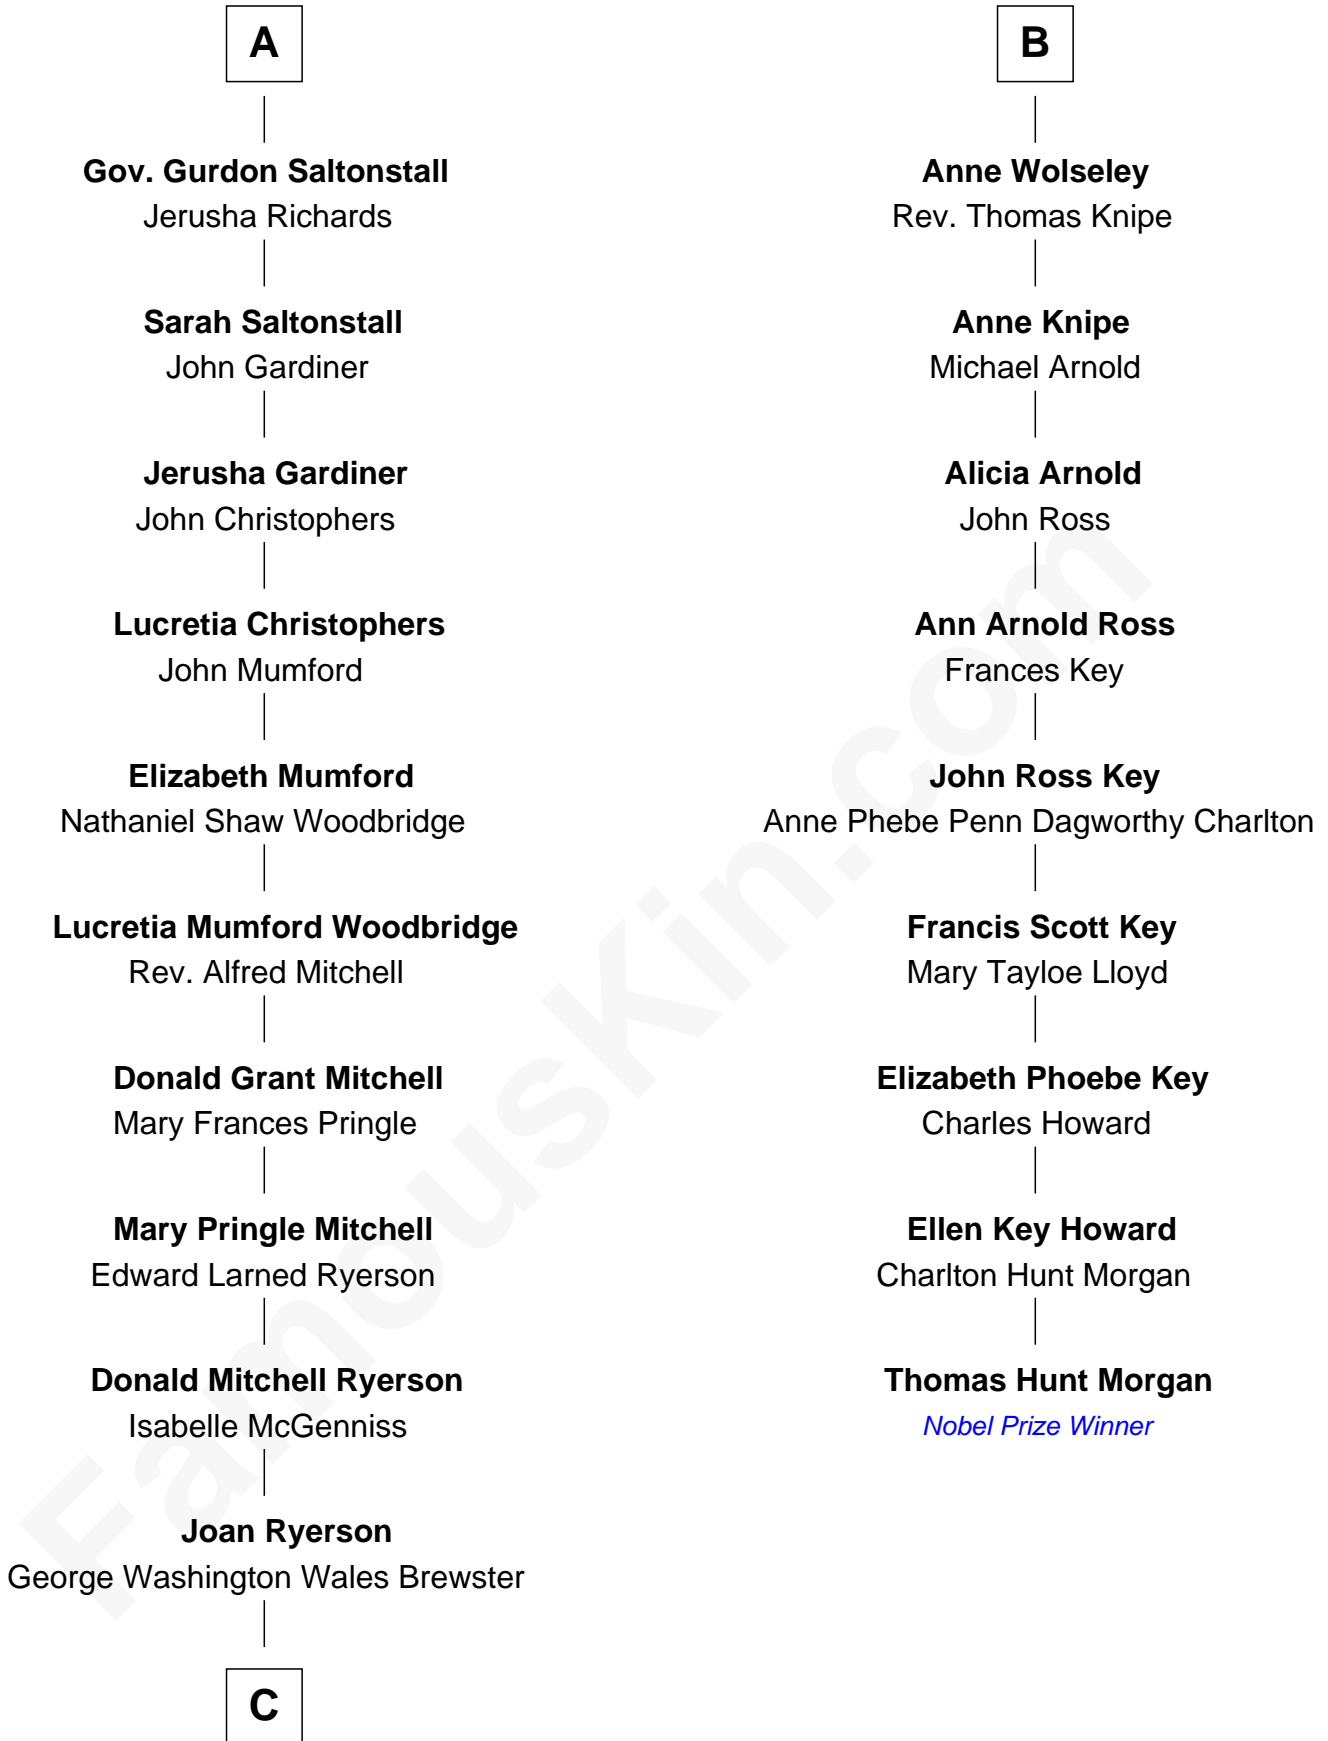 A
Gov. Gurdon Saltonstall
Jerusha Richards
Sarah Saltonstall
John Gardiner
Jerusha Gardiner
John Christophers
Lucretia Christophers
John Mumford
Elizabeth Mumford
Nathaniel Shaw Woodbridge
Lucretia Mumford Woodbridge
Rev. Alfred Mitchell
Donald Grant Mitchell
Mary Frances Pringle
Mary Pringle Mitchell
Edward Larned Ryerson
Donald Mitchell Ryerson
Isabelle McGenniss
Joan Ryerson
George Washington Wales Brewster
C
B
Anne Wolseley
Rev. Thomas Knipe
Anne Knipe
Michael Arnold
Alicia Arnold
John Ross
Ann Arnold Ross
Frances Key
John Ross Key
Anne Phebe Penn Dagworthy Charlton
Francis Scott Key
Mary Tayloe Lloyd
Elizabeth Phoebe Key
Charles Howard
Ellen Key Howard
Charlton Hunt Morgan
Thomas Hunt Morgan
Nobel Prize Winner
FamousKin.com